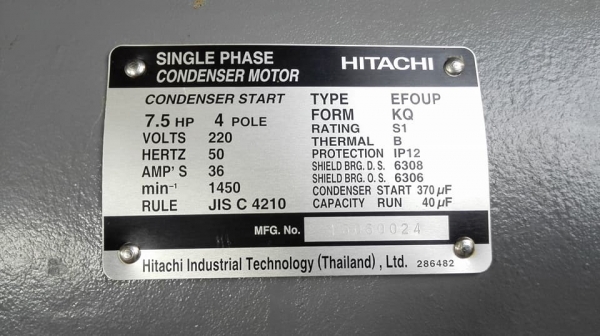 SINGLE PHASE
CONDENSER MOTOR
HITACHI
CONDENSER START
7.5 HP 4 POLE
VOLTS 220
HERTZ 50
AMP'S 36
min⁻¹ 1450
RULE JIS C 4210
TYPE EFOUP
FORM KQ
RATING S1
THERMAL B
PROTECTION IP12
SHIELD BRG. D. S. 6308
SHIELD BRG. O. S. 6306
CONDENSER START 370 µF
CAPACITY RUN 40 µF
MFG. No.
Hitachi Industrial Technology (Thailand) , Ltd. 286482